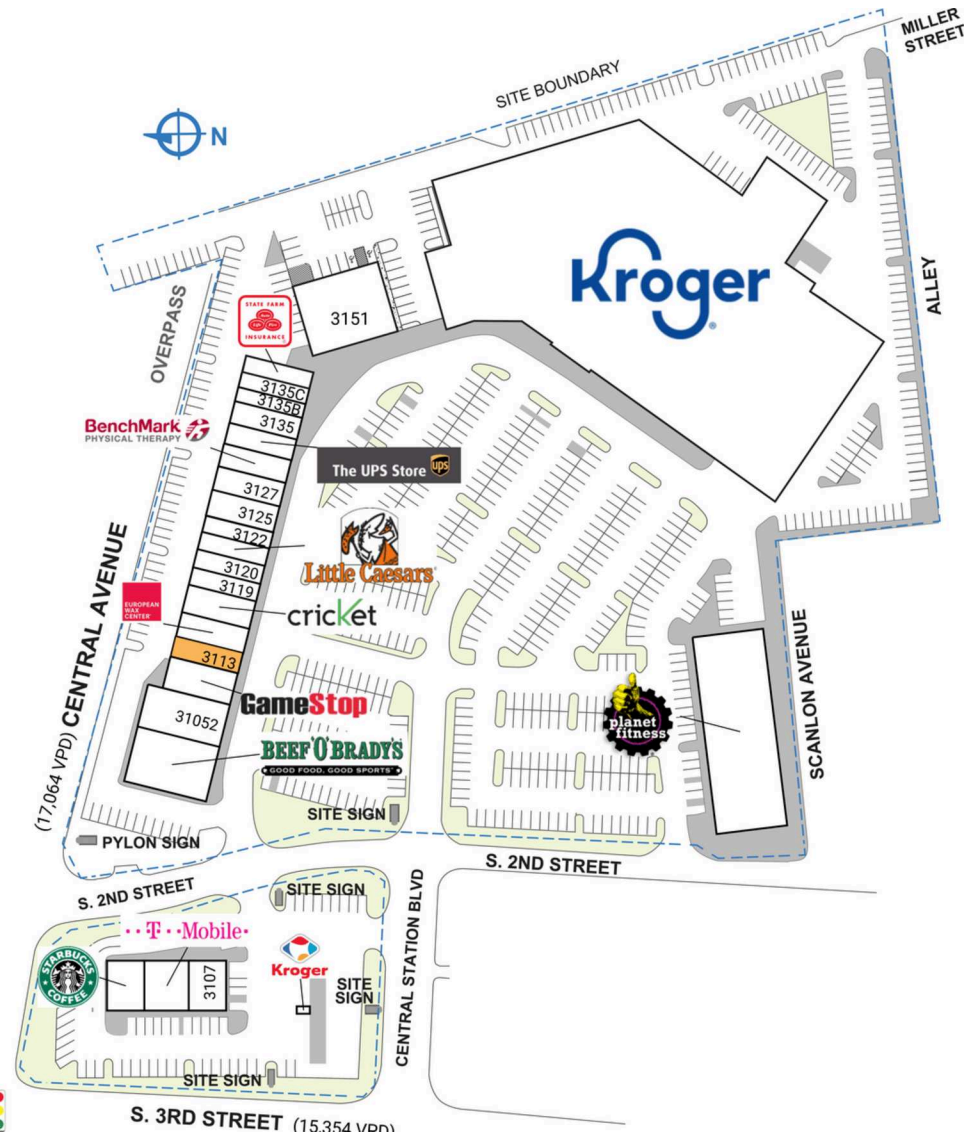 MILLER
STREET
SITE BOUNDARY
N
Kroger
ALLEY
OVERPASS
STATE FARM
INSURANCE
3151
3135C
3135B
3135
BenchMark
PHYSICAL THERAPY
The UPS Store
ups
3127
3125
3122
Little Caesars
3120
3119
cricket
EUROPEAN
WAX
CENTER
3113
(17,064 VPD) CENTRAL AVENUE
GameStop
31052
BEEF 'O' BRADY'S
GOOD FOOD. GOOD SPORTS
planet
fitness
SCANLON AVENUE
SITE SIGN
PYLON SIGN
S. 2ND STREET
S. 2ND STREET
SITE SIGN
CENTRAL STATION BLVD
T Mobile
STARBUCKS
COFFEE
3107
Kroger
SITE
SIGN
SITE SIGN
S. 3RD STREET (15,354 VPD)